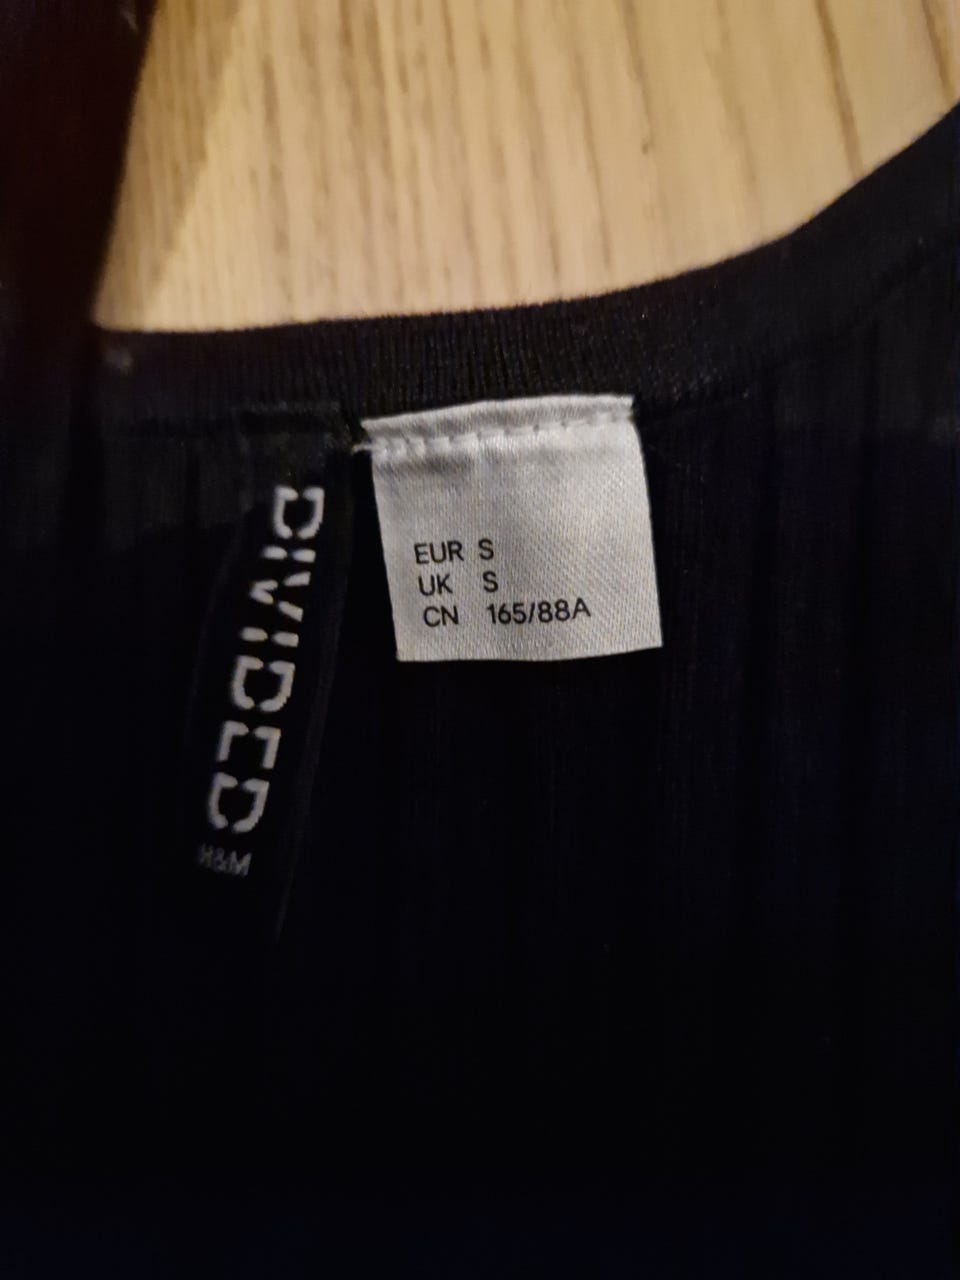 DIVIDED
H&M
EUR S
UK S
CN 165/88A